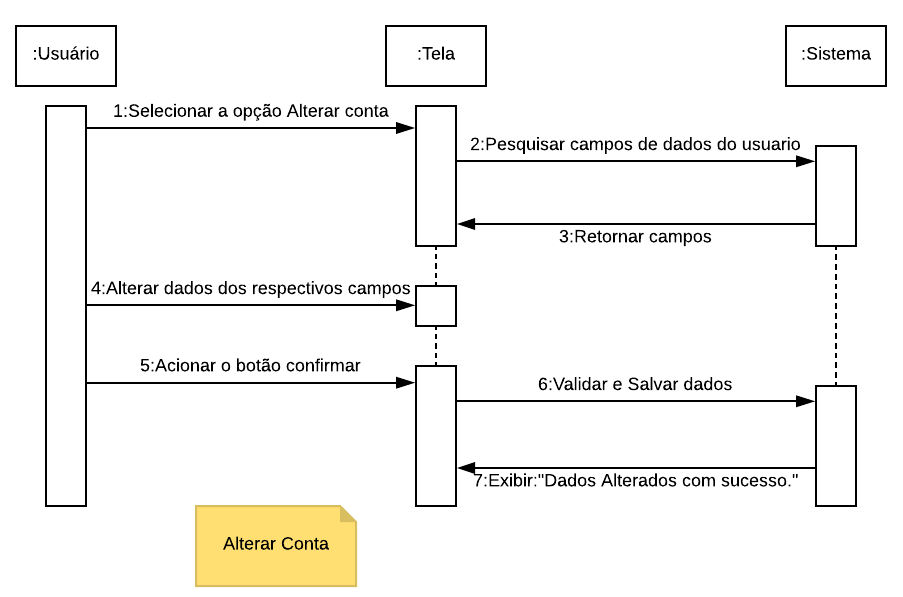 :Usuário
:Tela
:Sistema
1:Selecionar a opção Alterar conta
2:Pesquisar campos de dados do usuario
3:Retornar campos
4:Alterar dados dos respectivos campos
5:Acionar o botão confirmar
6:Validar e Salvar dados
7:Exibir:"Dados Alterados com sucesso."
Alterar Conta